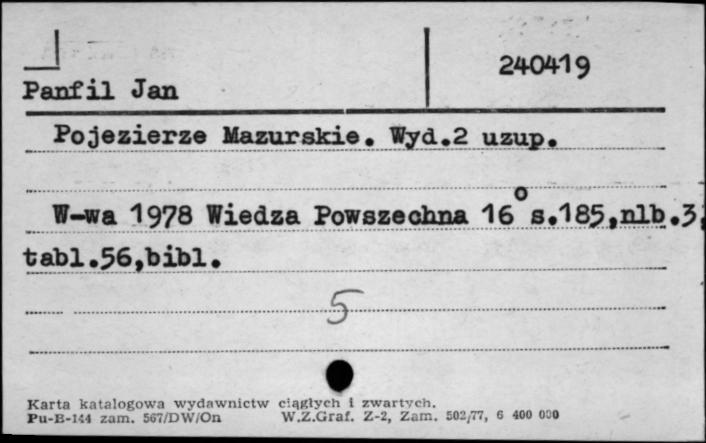 240419
Panfil Jan
Pojezierze Mazurskie. Wyd.2 uzup.
W-wa 1978 Wiedza Powszechna 16° s.185,nlb.3,
tabl.56,bibl.
5
Karta katalogowa wydawnictw ciągłych i zwartych.
Pu-B-144 zam. 567/DW/On W.Z.Graf. Z-2, Zam. 502/77, 6 400 000